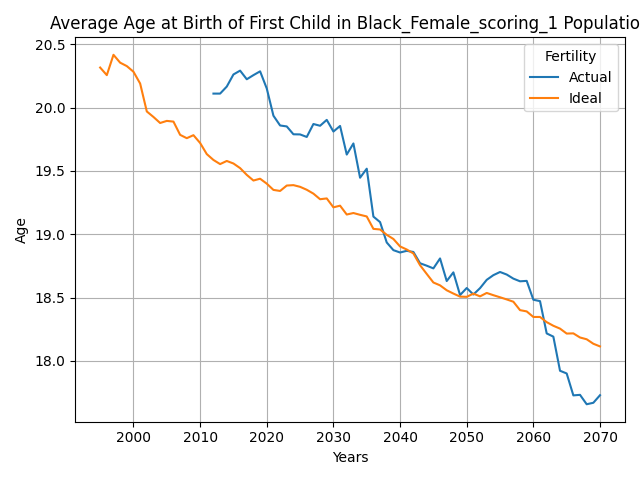 Average Age at Birth of First Child in Black_Female_scoring_1 Populatio
Fertility
Actual
Ideal
20.5
20.0
19.5
19.0
18.5
18.0
Age
2000
2010
2020
2030
2040
2050
2060
2070
Years